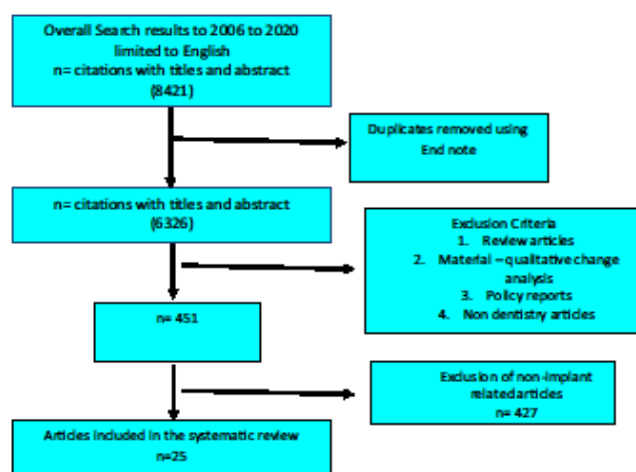 Overall Search results to 2006 to 2020
limited to English
n= citations with titles and abstract
(8421)
Duplicates removed using
End note
n= citations with titles and abstract
(6326)
Exclusion Criteria
1. Review articles
2. Material – qualitative change
analysis
3. Policy reports
4. Non dentistry articles
n= 451
Exclusion of non-implant
related articles
n= 427
Articles included in the systematic review
n=25